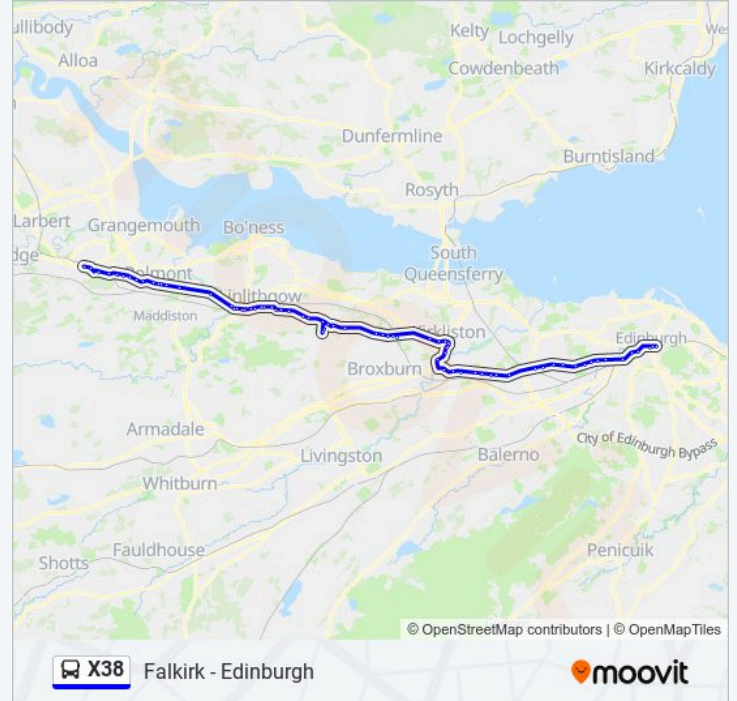 Kelty
Lochgelly
Alloa
Cowdenbeath
Kirkcaldy
Dunfermline
Burntisland
Rosyth
Larbert
Grangemouth
Bo'ness
South
Queensferry
Maddiston
Edinburgh
Broxburn
Armadale
City of Edinburgh Bypass
Livingston
Balerno
Whitburn
Fauldhouse
Penicuik
Shotts
© OpenStreetMap contributors | © OpenMapTiles
X38 Falkirk - Edinburgh
moovit